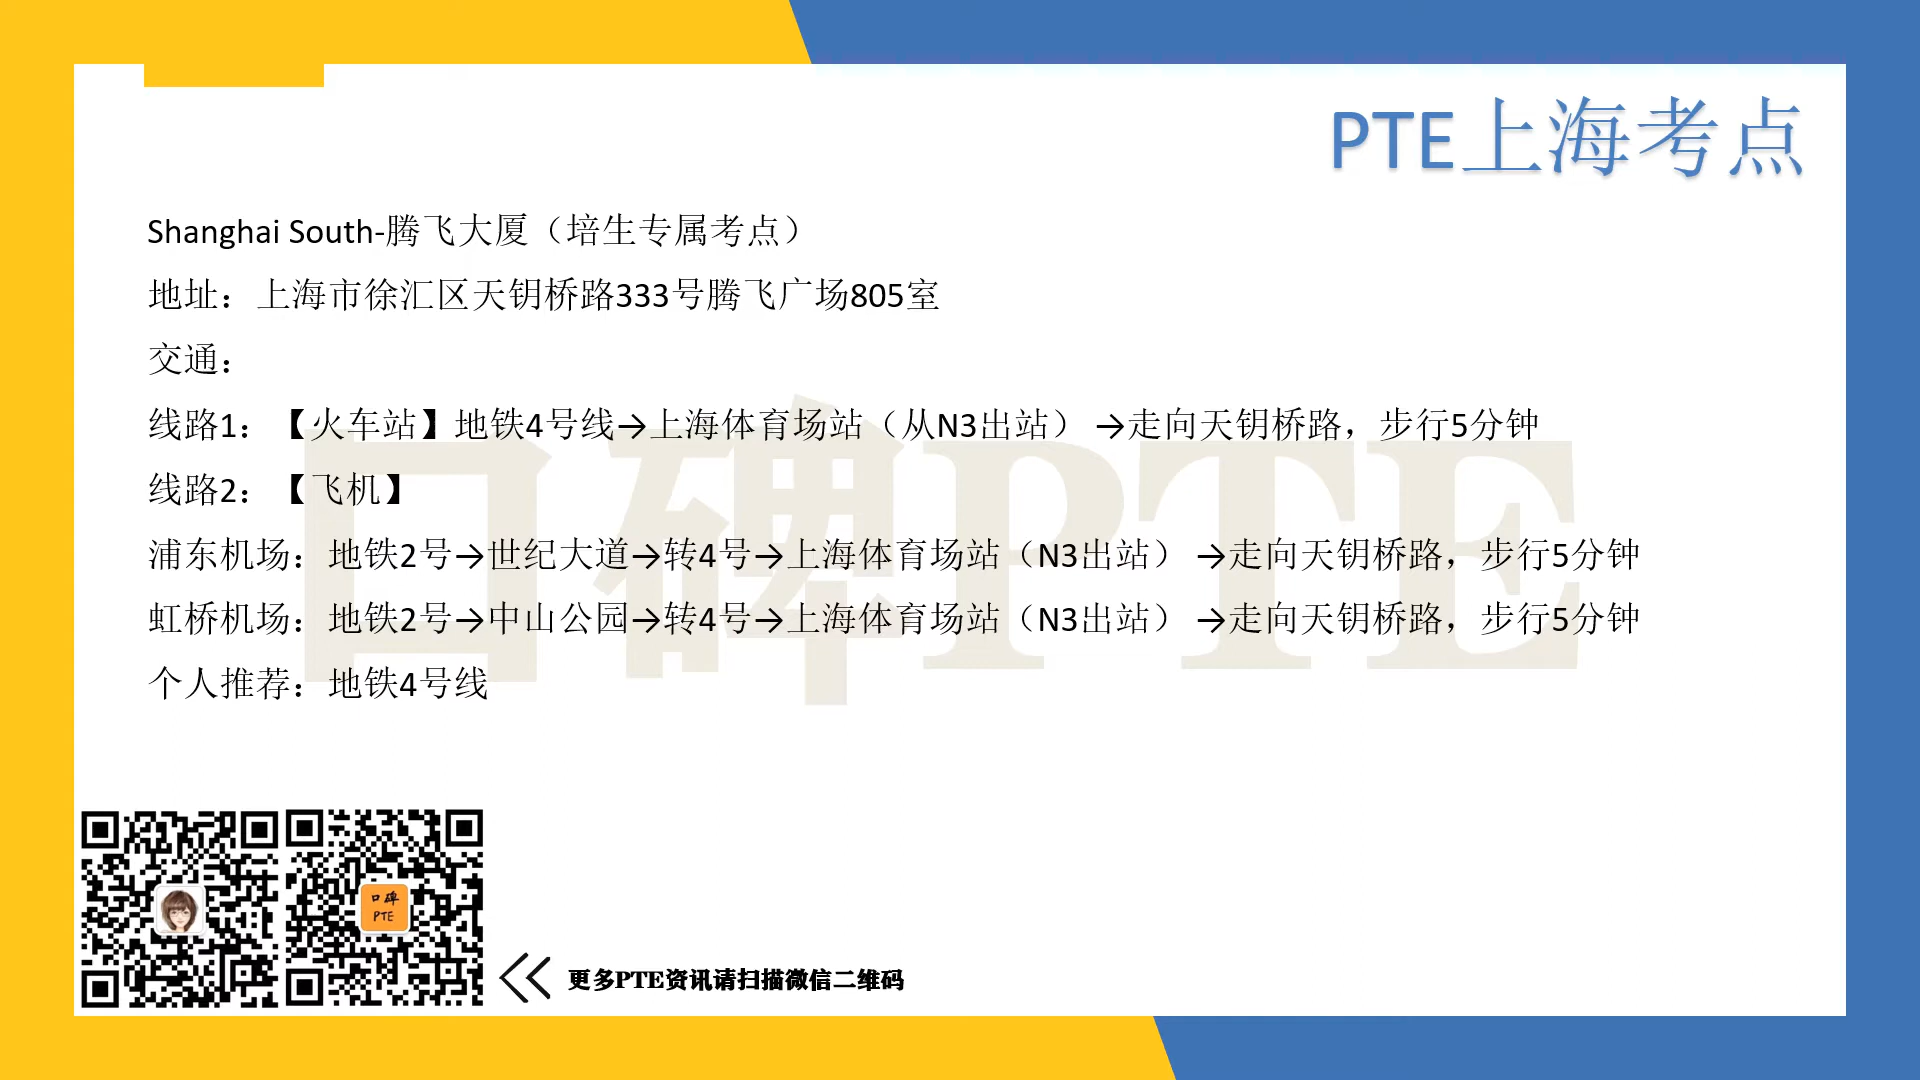 PTE上海考点
Shanghai South-腾飞大厦（培生专属考点）
地址：上海市徐汇区天钥桥路333号腾飞广场805室
交通：
线路1：【火车站】地铁4号线→上海体育场站（从N3出站） →走向天钥桥路，步行5分钟
线路2：【飞机】
浦东机场：地铁2号→世纪大道→转4号→上海体育场站（N3出站） →走向天钥桥路，步行5分钟
虹桥机场：地铁2号→中山公园→转4号→上海体育场站（N3出站） →走向天钥桥路，步行5分钟
个人推荐：地铁4号线
口碑PTE
口碑
PTE
更多PTE资讯请扫描微信二维码